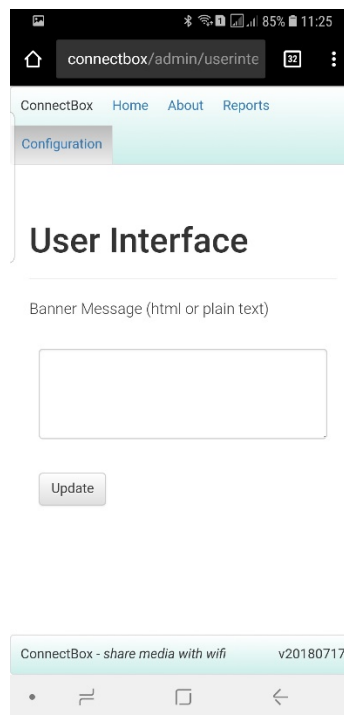 85% 11:25
connectbox/admin/userinte
32
ConnectBox Home About Reports
Configuration
User Interface
Banner Message (html or plain text)
Update
ConnectBox - share media with wifi v20180717